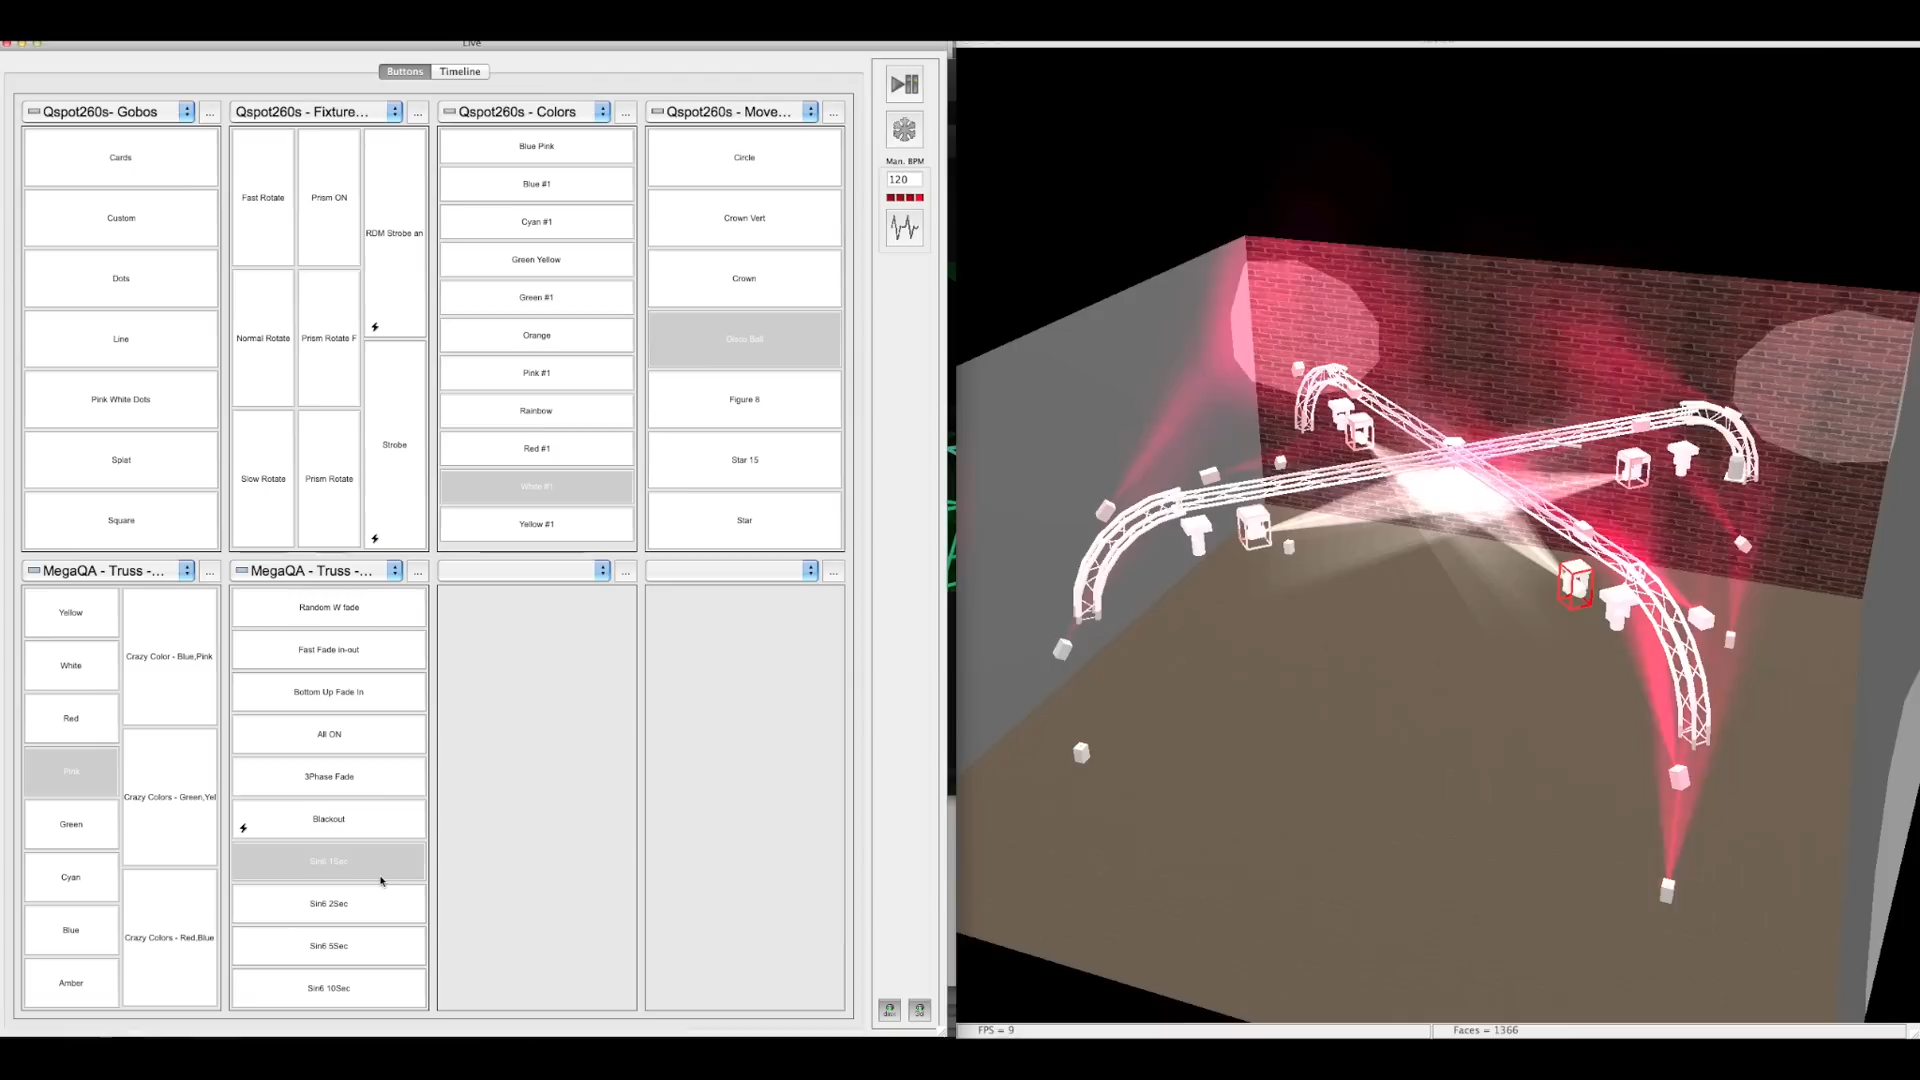 Live
Buttons
Timeline
Qspot260s- Gobos
...
Qspot260s - Fixture...
...
Qspot260s - Colors
...
Qspot260s - Move...
...
Cards
Custom
Dots
Line
Pink White Dots
Splat
Square
Fast Rotate
Prism ON
RDM Strobe an
Normal Rotate
Prism Rotate F
Strobe
Slow Rotate
Prism Rotate
Blue Pink
Blue #1
Cyan #1
Green Yellow
Green #1
Orange
Pink #1
Rainbow
Red #1
White #1
Yellow #1
Circle
Crown Vert
Crown
Disco Ball
Figure 8
Star 15
Star
Man. BPM
120
MegaQA - Truss -...
...
MegaQA - Truss -...
...
...
...
Yellow
White
Red
Pink
Green
Cyan
Blue
Amber
Crazy Color - Blue,Pink
Crazy Colors - Green,Yel
Crazy Colors - Red,Blue
Random W fade
Fast Fade in-out
Bottom Up Fade In
All ON
3Phase Fade
Blackout
Sin6 1Sec
Sin6 2Sec
Sin6 5Sec
Sin6 10Sec
FPS = 9
Faces = 1366